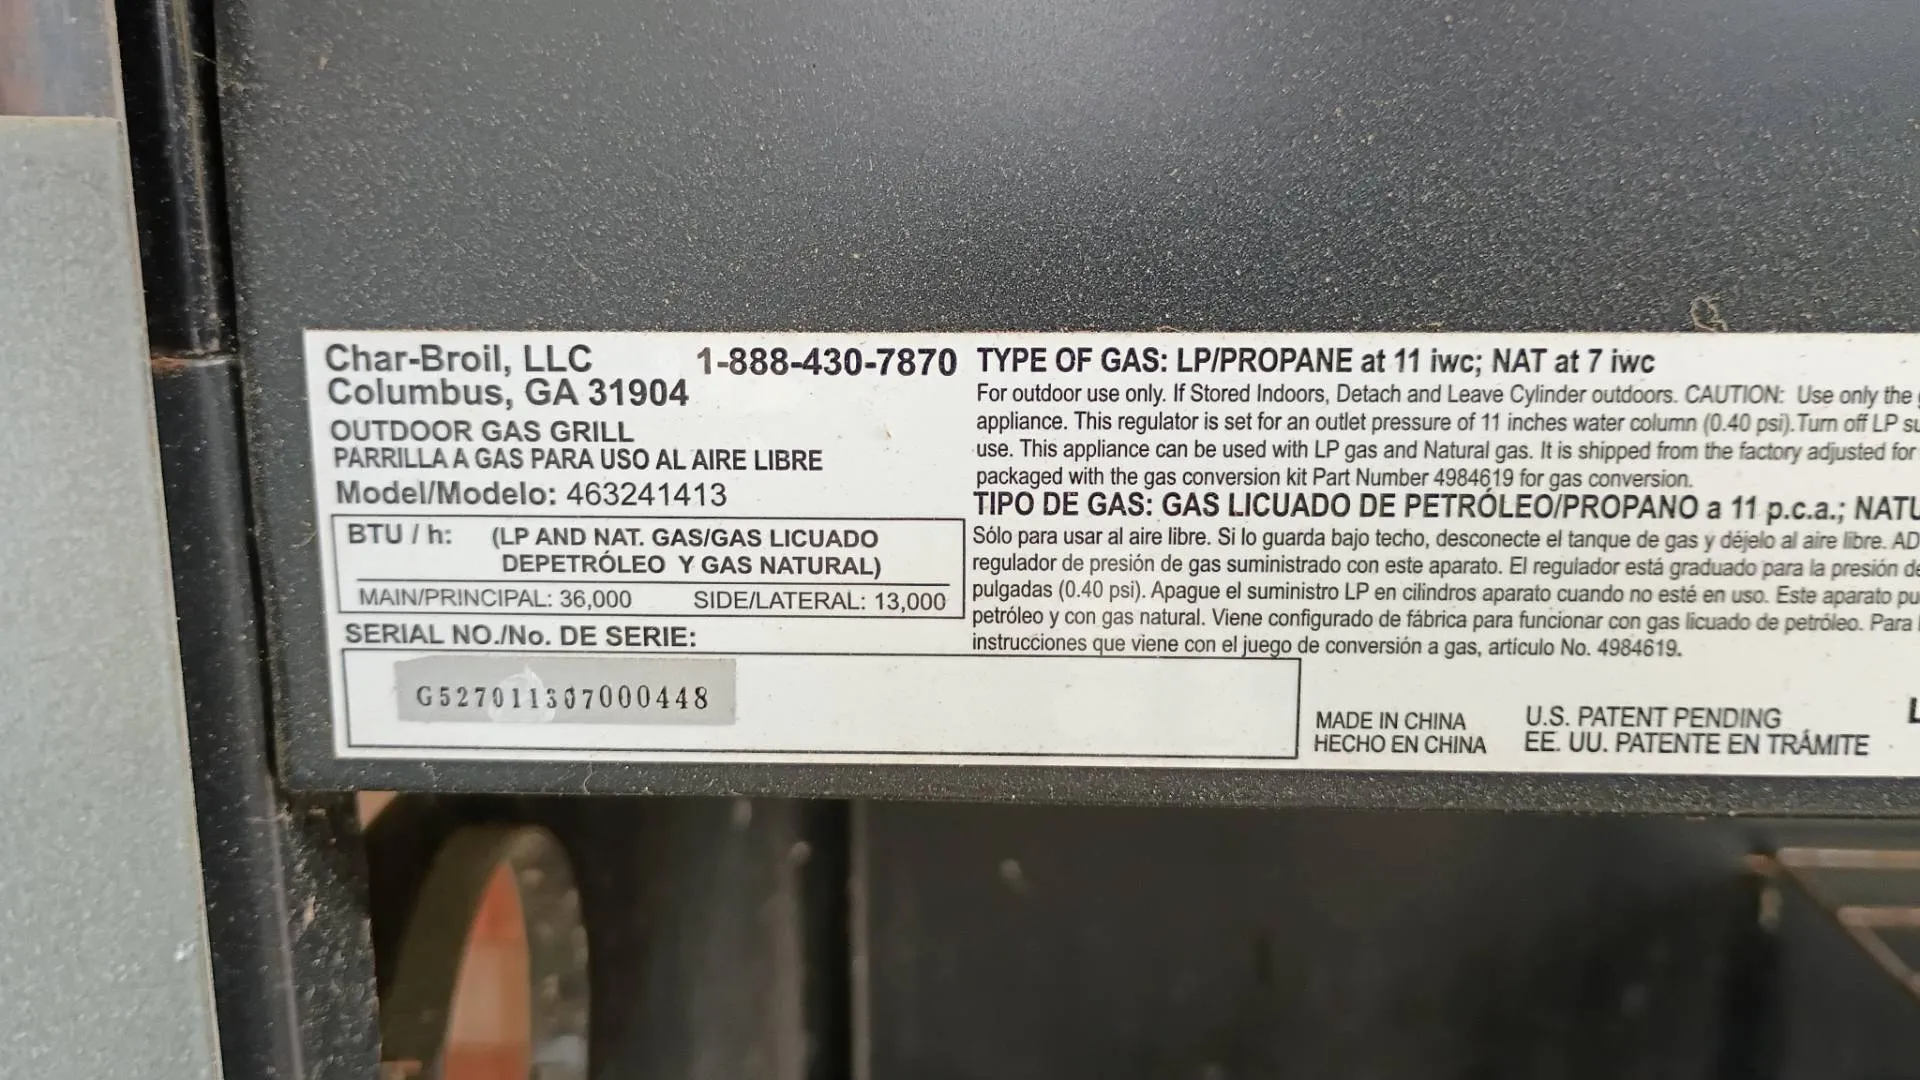 Char-Broil, LLC
Columbus, GA 31904
1-888-430-7870
OUTDOOR GAS GRILL
PARRILLA A GAS PARA USO AL AIRE LIBRE
Model/Modelo: 463241413
BTU / h: (LP AND NAT. GAS/GAS LICUADO
DEPETRÓLEO Y GAS NATURAL)
MAIN/PRINCIPAL: 36,000 SIDE/LATERAL: 13,000
SERIAL NO./No. DE SERIE:
G527011307000448
TYPE OF GAS: LP/PROPANE at 11 iwc; NAT at 7 iwc
For outdoor use only. If Stored Indoors, Detach and Leave Cylinder outdoors. CAUTION: Use only the
appliance. This regulator is set for an outlet pressure of 11 inches water column (0.40 psi).Turn off LP
use. This appliance can be used with LP gas and Natural gas. It is shipped from the factory adjusted for
packaged with the gas conversion kit Part Number 4984619 for gas conversion.
TIPO DE GAS: GAS LICUADO DE PETRÓLEO/PROPANO a 11 p.c.a.;
Sólo para usar al aire libre. Si lo guarda bajo techo, desconecte el tanque de gas y déjelo al aire libre.
regulador de presión de gas suministrado con este aparato. El regulador está graduado para la presión
pulgadas (0.40 psi). Apague el suministro LP en cilindros aparato cuando no esté en uso. Este aparato
petróleo y con gas natural. Viene configurado de fábrica para funcionar con gas licuado de petróleo. Para
instrucciones que viene con el juego de conversión a gas, artículo No. 4984619.
MADE IN CHINA
HECHO EN CHINA
U.S. PATENT PENDING
EE. UU. PATENTE EN TRÁMITE